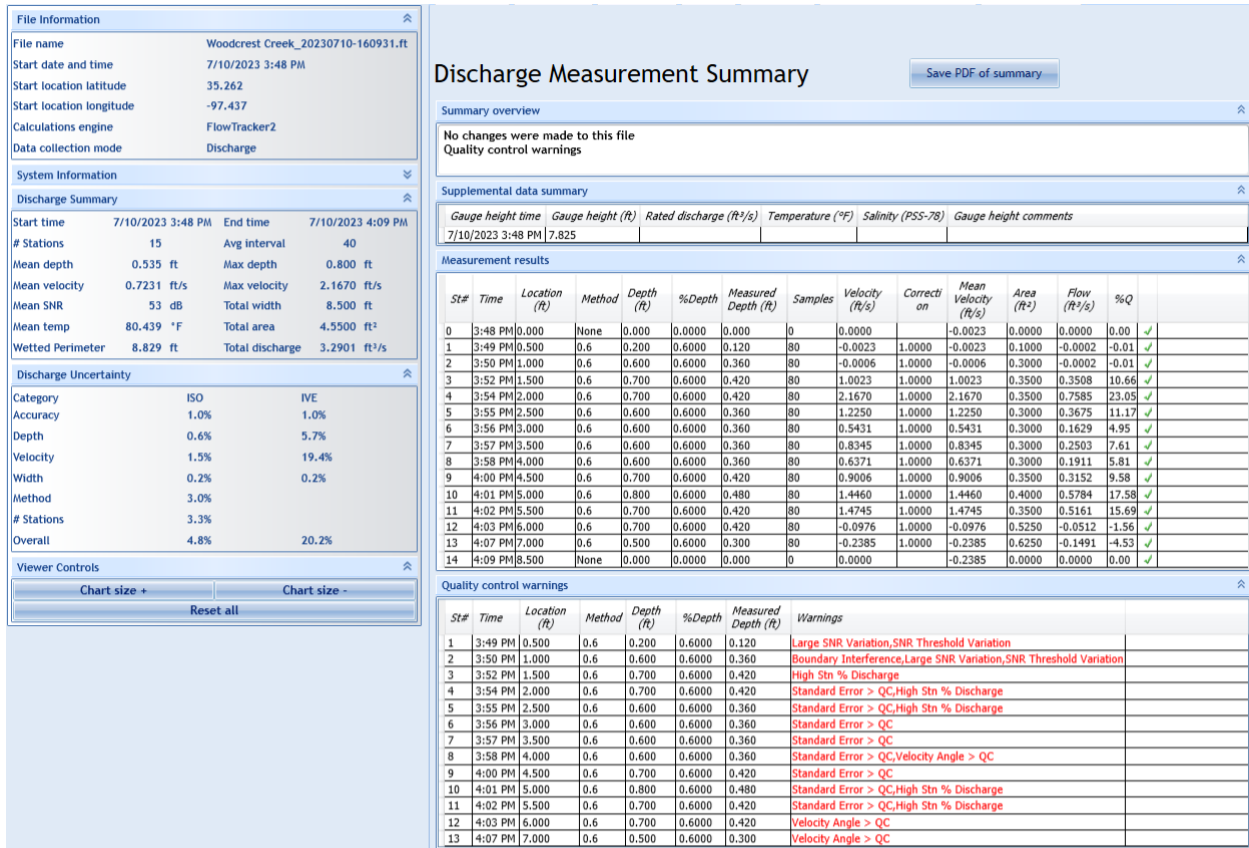 File Information
File name Woodcrest Creek_20230710-160931.ft
Start date and time 7/10/2023 3:48 PM
Start location latitude 35.262
Start location longitude -97.437
Calculations engine FlowTracker2
Data collection mode Discharge
System Information
Discharge Summary
Start time 7/10/2023 3:48 PM End time 7/10/2023 4:09 PM
# Stations 15 Avg interval 40
Mean depth 0.535 ft Max depth 0.800 ft
Mean velocity 0.7231 ft/s Max velocity 2.1670 ft/s
Mean SNR 53 dB Total width 8.500 ft
Mean temp 80.439 °F Total area 4.5500 ft²
Wetted Perimeter 8.829 ft Total discharge 3.2901 ft³/s
Discharge Uncertainty
Category ISO IVE
Accuracy 1.0% 1.0%
Depth 0.6% 5.7%
Velocity 1.5% 19.4%
Width 0.2% 0.2%
Method 3.0%
# Stations 3.3%
Overall 4.8% 20.2%
Viewer Controls
Chart size + Chart size -
Reset all
Discharge Measurement Summary Save PDF of summary
Summary overview
No changes were made to this file
Quality control warnings
Supplemental data summary
Gauge height time Gauge height (ft) Rated discharge (ft³/s) Temperature (°F) Salinity (PSS-78) Gauge height comments
7/10/2023 3:48 PM 7.825
Measurement results
St# Time Location (ft) Method Depth (ft) %Depth Measured Depth (ft) Samples Velocity (ft/s) Correcti on Mean Velocity (ft/s) Area (ft²) Flow (ft³/s) %Q
0 3:48 PM 0.000 None 0.000 0.0000 0.000 0 0.0000 -0.0023 0.0000 0.0000 0.00 ✓
1 3:49 PM 0.500 0.6 0.200 0.6000 0.120 80 -0.0023 1.0000 -0.0023 0.1000 -0.0002 -0.01 ✓
2 3:50 PM 1.000 0.6 0.600 0.6000 0.360 80 -0.0006 1.0000 -0.0006 0.3000 -0.0002 -0.01 ✓
3 3:52 PM 1.500 0.6 0.700 0.6000 0.420 80 1.0023 1.0000 1.0023 0.3500 0.3508 10.66 ✓
4 3:54 PM 2.000 0.6 0.700 0.6000 0.420 80 2.1670 1.0000 2.1670 0.3500 0.7585 23.05 ✓
5 3:55 PM 2.500 0.6 0.600 0.6000 0.360 80 1.2250 1.0000 1.2250 0.3000 0.3675 11.17 ✓
6 3:56 PM 3.000 0.6 0.600 0.6000 0.360 80 0.5431 1.0000 0.5431 0.3000 0.1629 4.95 ✓
7 3:57 PM 3.500 0.6 0.600 0.6000 0.360 80 0.8345 1.0000 0.8345 0.3000 0.2503 7.61 ✓
8 3:58 PM 4.000 0.6 0.600 0.6000 0.360 80 0.6371 1.0000 0.6371 0.3000 0.1911 5.81 ✓
9 4:00 PM 4.500 0.6 0.700 0.6000 0.420 80 0.9006 1.0000 0.9006 0.3500 0.3152 9.58 ✓
10 4:01 PM 5.000 0.6 0.800 0.6000 0.480 80 1.4460 1.0000 1.4460 0.4000 0.5784 17.58 ✓
11 4:02 PM 5.500 0.6 0.700 0.6000 0.420 80 1.4745 1.0000 1.4745 0.3500 0.5161 15.69 ✓
12 4:03 PM 6.000 0.6 0.700 0.6000 0.420 80 -0.0976 1.0000 -0.0976 0.5250 -0.0512 -1.56 ✓
13 4:07 PM 7.000 0.6 0.500 0.6000 0.300 80 -0.2385 1.0000 -0.2385 0.6250 -0.1491 -4.53 ✓
14 4:09 PM 8.500 None 0.000 0.0000 0.000 0 0.0000 -0.2385 0.0000 0.0000 0.00 ✓
Quality control warnings
St# Time Location (ft) Method Depth (ft) %Depth Measured Depth (ft) Warnings
1 3:49 PM 0.500 0.6 0.200 0.6000 0.120 Large SNR Variation,SNR Threshold Variation
2 3:50 PM 1.000 0.6 0.600 0.6000 0.360 Boundary Interference,Large SNR Variation,SNR Threshold Variation
3 3:52 PM 1.500 0.6 0.700 0.6000 0.420 High Stn % Discharge
4 3:54 PM 2.000 0.6 0.700 0.6000 0.420 Standard Error > QC,High Stn % Discharge
5 3:55 PM 2.500 0.6 0.600 0.6000 0.360 Standard Error > QC,High Stn % Discharge
6 3:56 PM 3.000 0.6 0.600 0.6000 0.360 Standard Error > QC
7 3:57 PM 3.500 0.6 0.600 0.6000 0.360 Standard Error > QC
8 3:58 PM 4.000 0.6 0.600 0.6000 0.360 Standard Error > QC,Velocity Angle > QC
9 4:00 PM 4.500 0.6 0.700 0.6000 0.420 Standard Error > QC
10 4:01 PM 5.000 0.6 0.800 0.6000 0.480 Standard Error > QC,High Stn % Discharge
11 4:02 PM 5.500 0.6 0.700 0.6000 0.420 Standard Error > QC,High Stn % Discharge
12 4:03 PM 6.000 0.6 0.700 0.6000 0.420 Velocity Angle > QC
13 4:07 PM 7.000 0.6 0.500 0.6000 0.300 Velocity Angle > QC